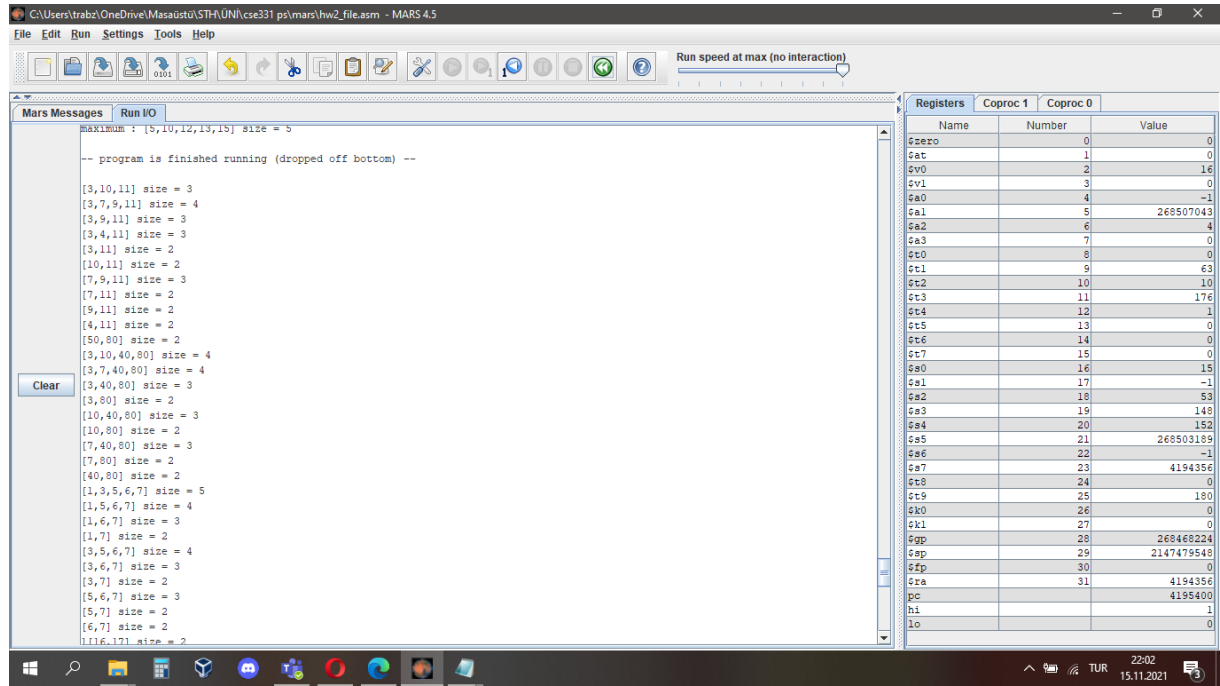 C:\Users\trabz\OneDrive\Masaüstü\STH\ÜNİ\cse331 ps\mars\hw2_file.asm - MARS 4.5
File Edit Run Settings Tools Help
Run speed at max (no interaction)
Mars Messages Run I/O
maximum : [5,10,12,13,15] size = 5
-- program is finished running (dropped off bottom) --
[3,10,11] size = 3
[3,7,9,11] size = 4
[3,9,11] size = 3
[3,4,11] size = 3
[3,11] size = 2
[10,11] size = 2
[7,9,11] size = 3
[7,11] size = 2
[9,11] size = 2
[4,11] size = 2
[50,80] size = 2
[3,10,40,80] size = 4
[3,7,40,80] size = 4
[3,40,80] size = 3
[3,80] size = 2
[10,40,80] size = 3
[10,80] size = 2
[7,40,80] size = 3
[7,80] size = 2
[40,80] size = 2
[1,3,5,6,7] size = 5
[1,5,6,7] size = 4
[1,6,7] size = 3
[1,7] size = 2
[3,5,6,7] size = 4
[3,6,7] size = 3
[3,7] size = 2
[5,6,7] size = 3
[5,7] size = 2
[6,7] size = 2
1[[16,17] size = 2
Clear
Registers Coproc 1 Coproc 0
Name Number Value
$zero 0 0
$at 1 0
$v0 2 16
$v1 3 0
$a0 4 -1
$a1 5 268507043
$a2 6 4
$a3 7 0
$t0 8 0
$t1 9 63
$t2 10 10
$t3 11 176
$t4 12 1
$t5 13 0
$t6 14 0
$t7 15 0
$s0 16 15
$s1 17 -1
$s2 18 53
$s3 19 148
$s4 20 152
$s5 21 268503189
$s6 22 -1
$s7 23 4194356
$t8 24 0
$t9 25 180
$k0 26 0
$k1 27 0
$gp 28 268468224
$sp 29 2147479548
$fp 30 0
$ra 31 4194356
pc 4195400
hi 1
lo 0
TUR
22:02
15.11.2021
3